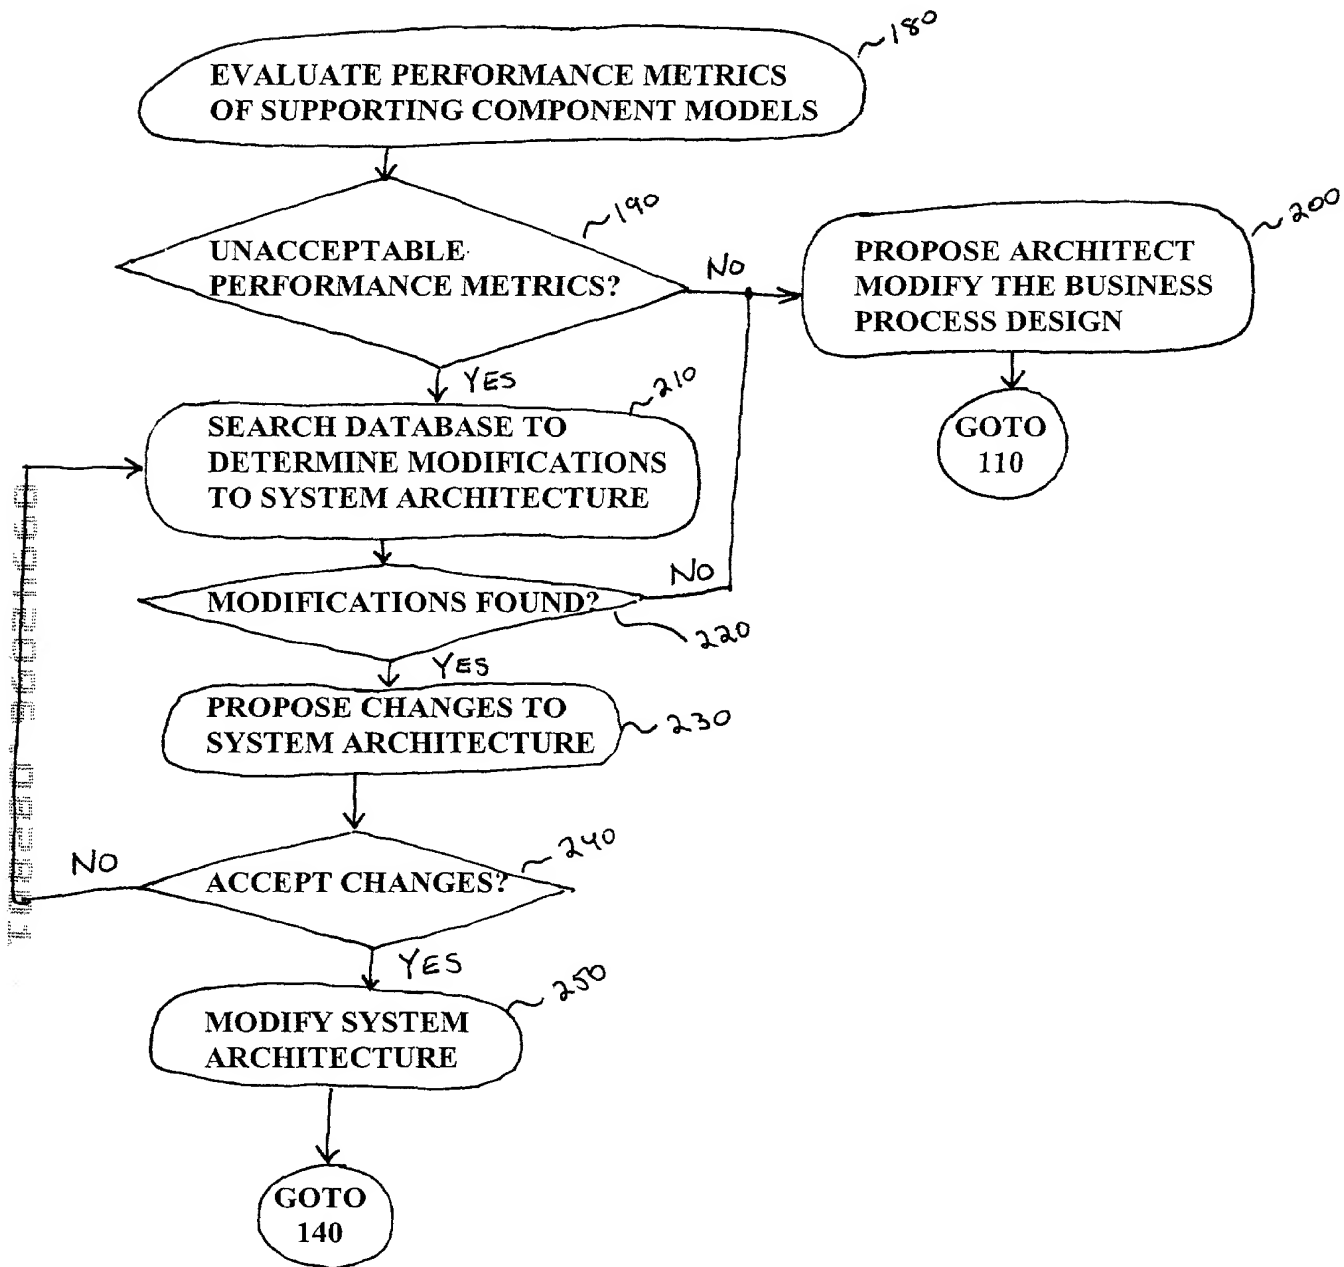 180
EVALUATE PERFORMANCE METRICS
OF SUPPORTING COMPONENT MODELS
190
UNACCEPTABLE
PERFORMANCE METRICS?
NO
200
PROPOSE ARCHITECT
MODIFY THE BUSINESS
PROCESS DESIGN
YES
210
SEARCH DATABASE TO
DETERMINE MODIFICATIONS
TO SYSTEM ARCHITECTURE
GOTO
110
MODIFICATIONS FOUND?
NO
220
YES
PROPOSE CHANGES TO
SYSTEM ARCHITECTURE
230
NO
ACCEPT CHANGES?
240
YES
250
MODIFY SYSTEM
ARCHITECTURE
GOTO
140